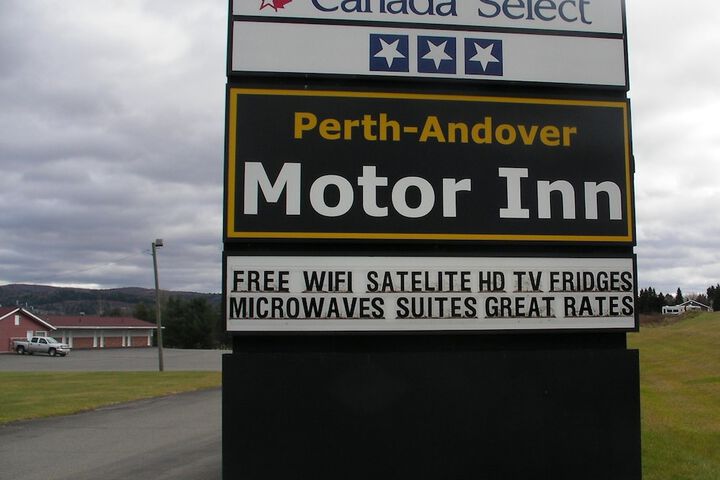 Canada Select
Perth-Andover
Motor Inn
FREE WIFI SATELITE HD TV FRIDGES
MICROWAVES SUITES GREAT RATES